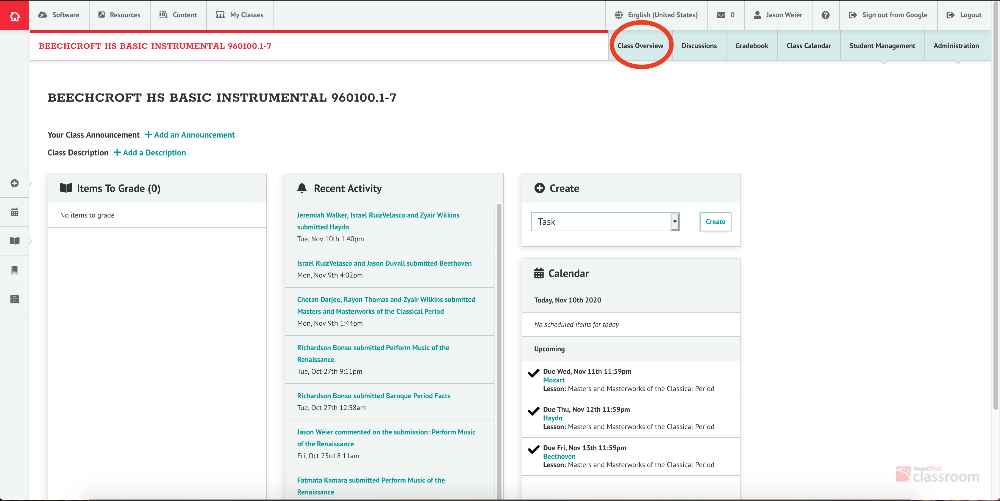 Software
Resources
Content
My Classes
English (United States)
0
Jason Weier
Sign out from Google
Logout
BEECHCROFT HS BASIC INSTRUMENTAL 960100.1-7
Class Overview
Discussions
Gradebook
Class Calendar
Student Management
Administration
BEECHCROFT HS BASIC INSTRUMENTAL 960100.1-7
Your Class Announcement + Add an Announcement
Class Description + Add a Description
Items To Grade (0)
No items to grade
Recent Activity
Jeremiah Walker, Israel RuizVelasco and Zyair Wilkins
submitted Haydn
Tue, Nov 10th 1:40pm
Israel RuizVelasco and Jason Duvall submitted Beethoven
Mon, Nov 9th 4:02pm
Chetan Darjee, Rayon Thomas and Zyair Wilkins submitted
Masters and Masterworks of the Classical Period
Mon, Nov 9th 1:44pm
Richardson Bonsu submitted Perform Music of the
Renaissance
Tue, Oct 27th 9:11pm
Richardson Bonsu submitted Baroque Period Facts
Tue, Oct 27th 12:38am
Jason Weier commented on the submission: Perform Music
of the Renaissance
Fri, Oct 23rd 8:11am
Fatmata Kamara submitted Perform Music of the
Renaissance
Create
Task
Create
Calendar
Today, Nov 10th 2020
No scheduled items for today
Upcoming
Due Wed, Nov 11th 11:59pm
Mozart
Lesson: Masters and Masterworks of the Classical Period
Due Thu, Nov 12th 11:59pm
Haydn
Lesson: Masters and Masterworks of the Classical Period
Due Fri, Nov 13th 11:59pm
Beethoven
Lesson: Masters and Masterworks of the Classical Period
musicfirst
classroom